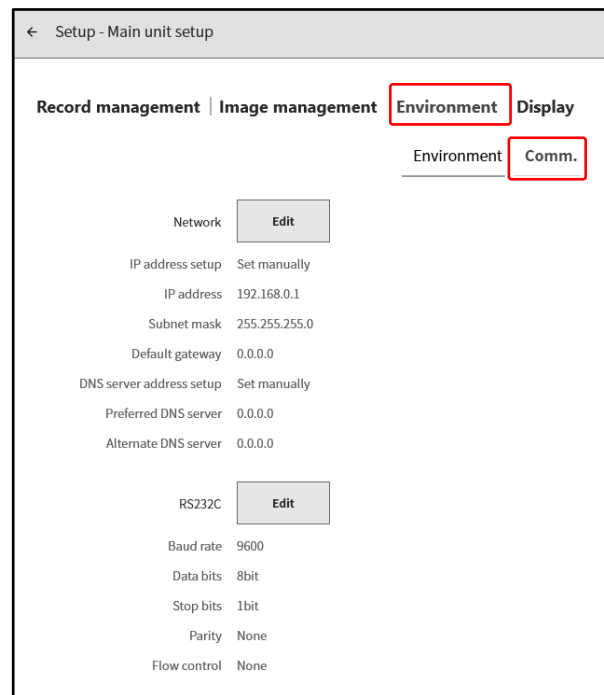 ← Setup - Main unit setup
Record management | Image management Environment Display
Environment Comm.
Network Edit
IP address setup Set manually
IP address 192.168.0.1
Subnet mask 255.255.255.0
Default gateway 0.0.0.0
DNS server address setup Set manually
Preferred DNS server 0.0.0.0
Alternate DNS server 0.0.0.0
RS232C Edit
Baud rate 9600
Data bits 8bit
Stop bits 1bit
Parity None
Flow control None